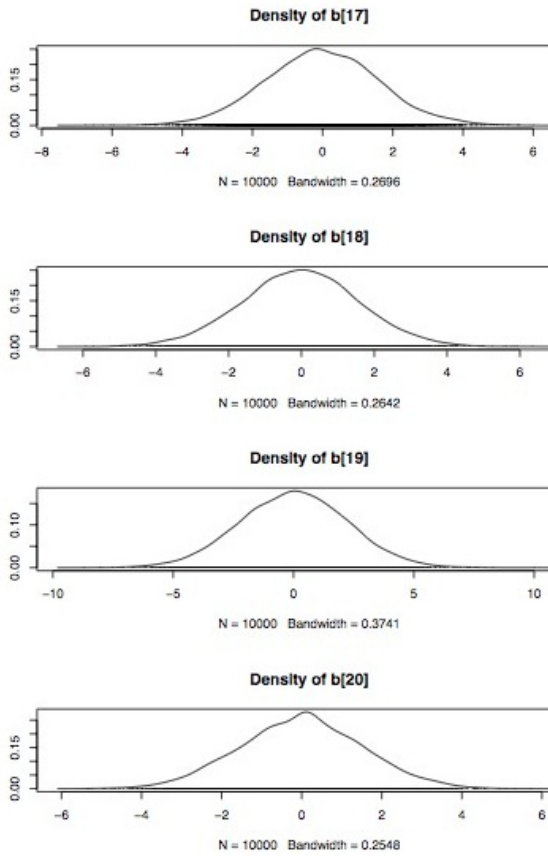 Density of b[17]
0.15
0.00
−8 −6 −4 −2 0 2 4 6
N = 10000 Bandwidth = 0.2696
Density of b[18]
0.15
0.00
−6 −4 −2 0 2 4 6
N = 10000 Bandwidth = 0.2642
Density of b[19]
0.10
0.00
−10 −5 0 5 10
N = 10000 Bandwidth = 0.3741
Density of b[20]
0.15
0.00
−6 −4 −2 0 2 4 6
N = 10000 Bandwidth = 0.2548